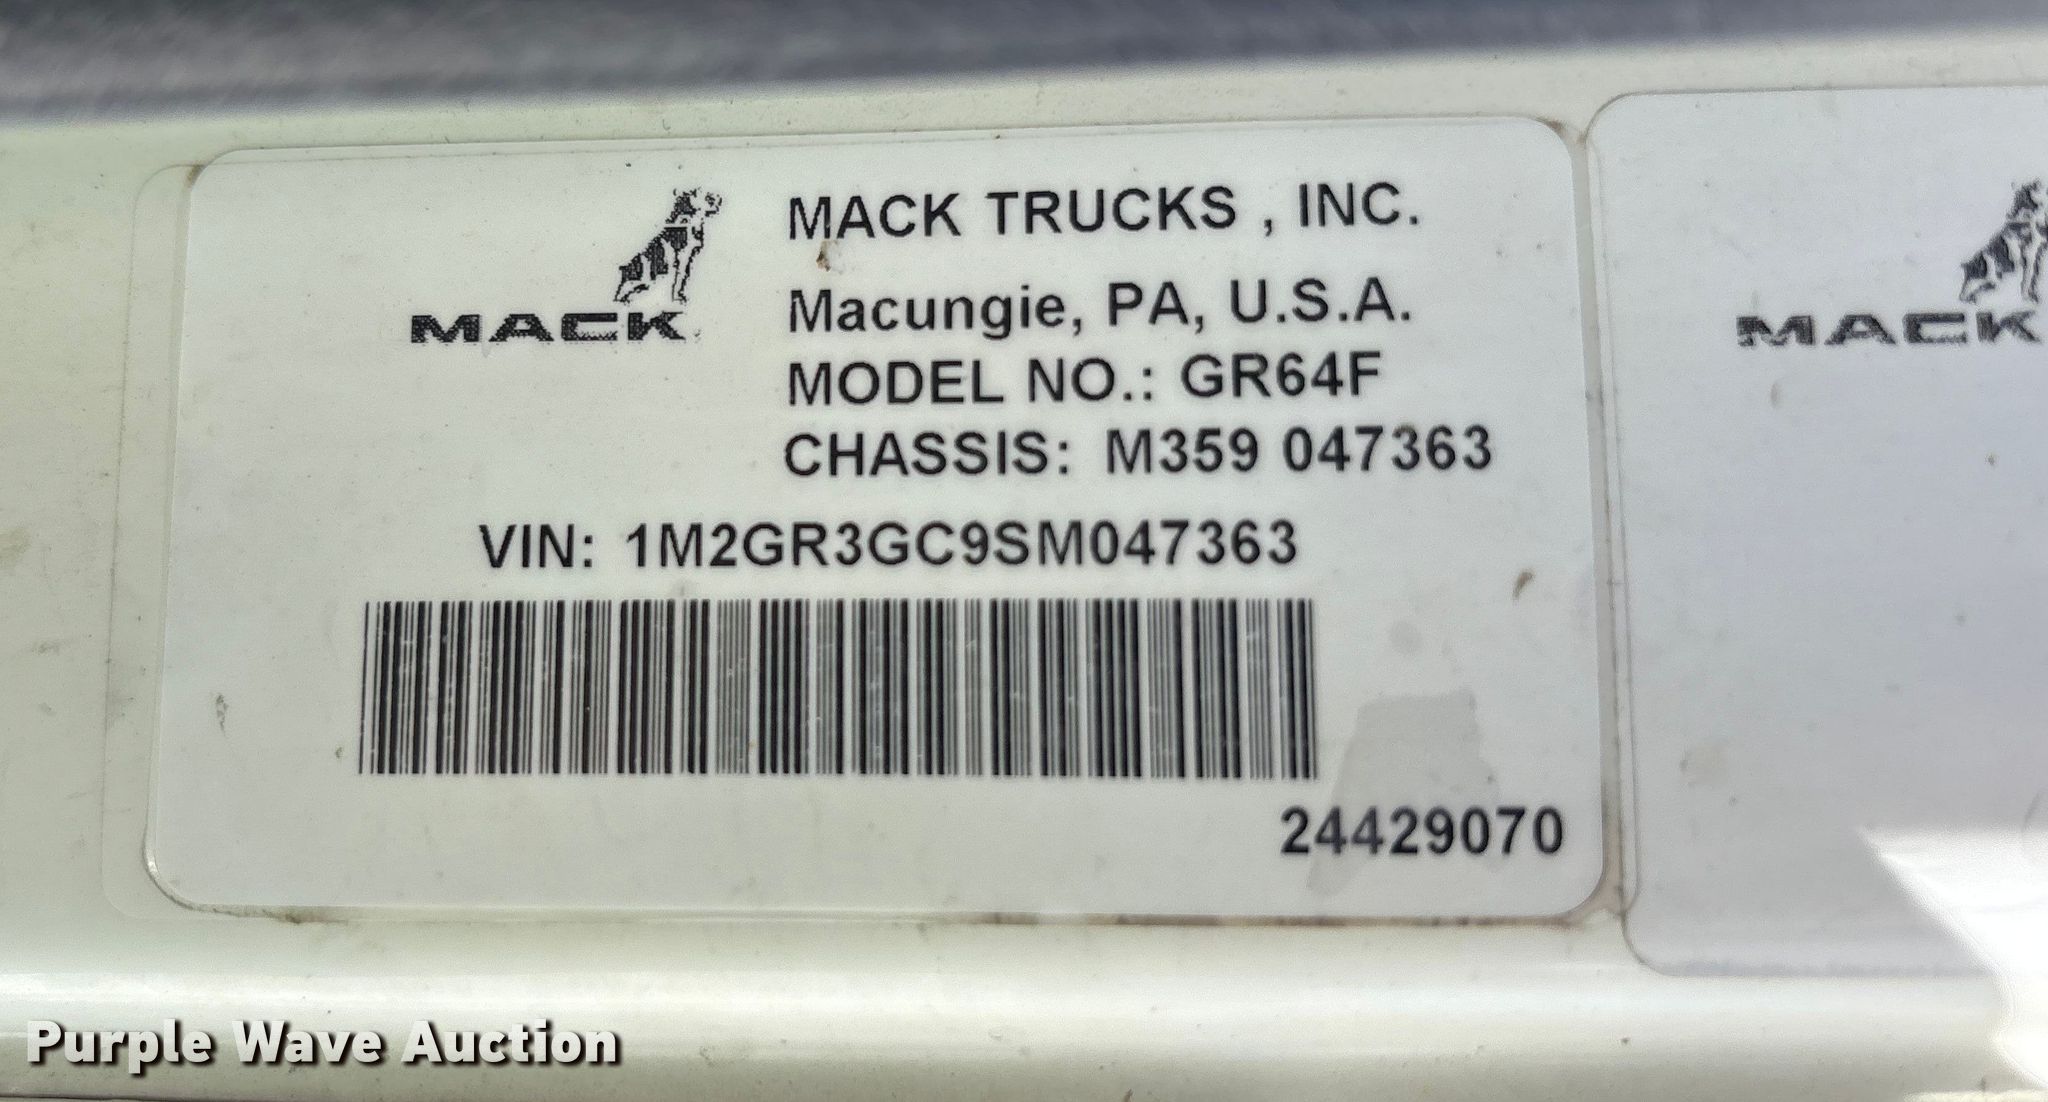 MACK
MACK TRUCKS , INC.
Macungie, PA, U.S.A.
MODEL NO.: GR64F
CHASSIS: M359 047363
VIN: 1M2GR3GC9SM047363
24429070
MACK
Purple Wave Auction